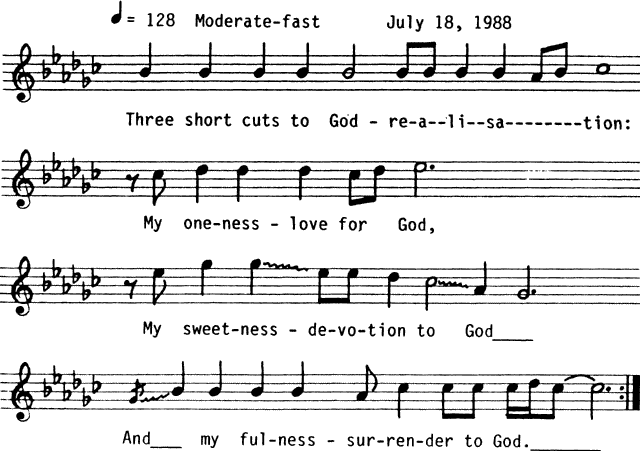 ♩= 128 Moderate-fast July 18, 1988
Three short cuts to God - re-a--li--sa--------tion:
My one-ness - love for God,
My sweet-ness - de-vo-tion to God____
And___ my ful-ness - sur-ren-der to God._______